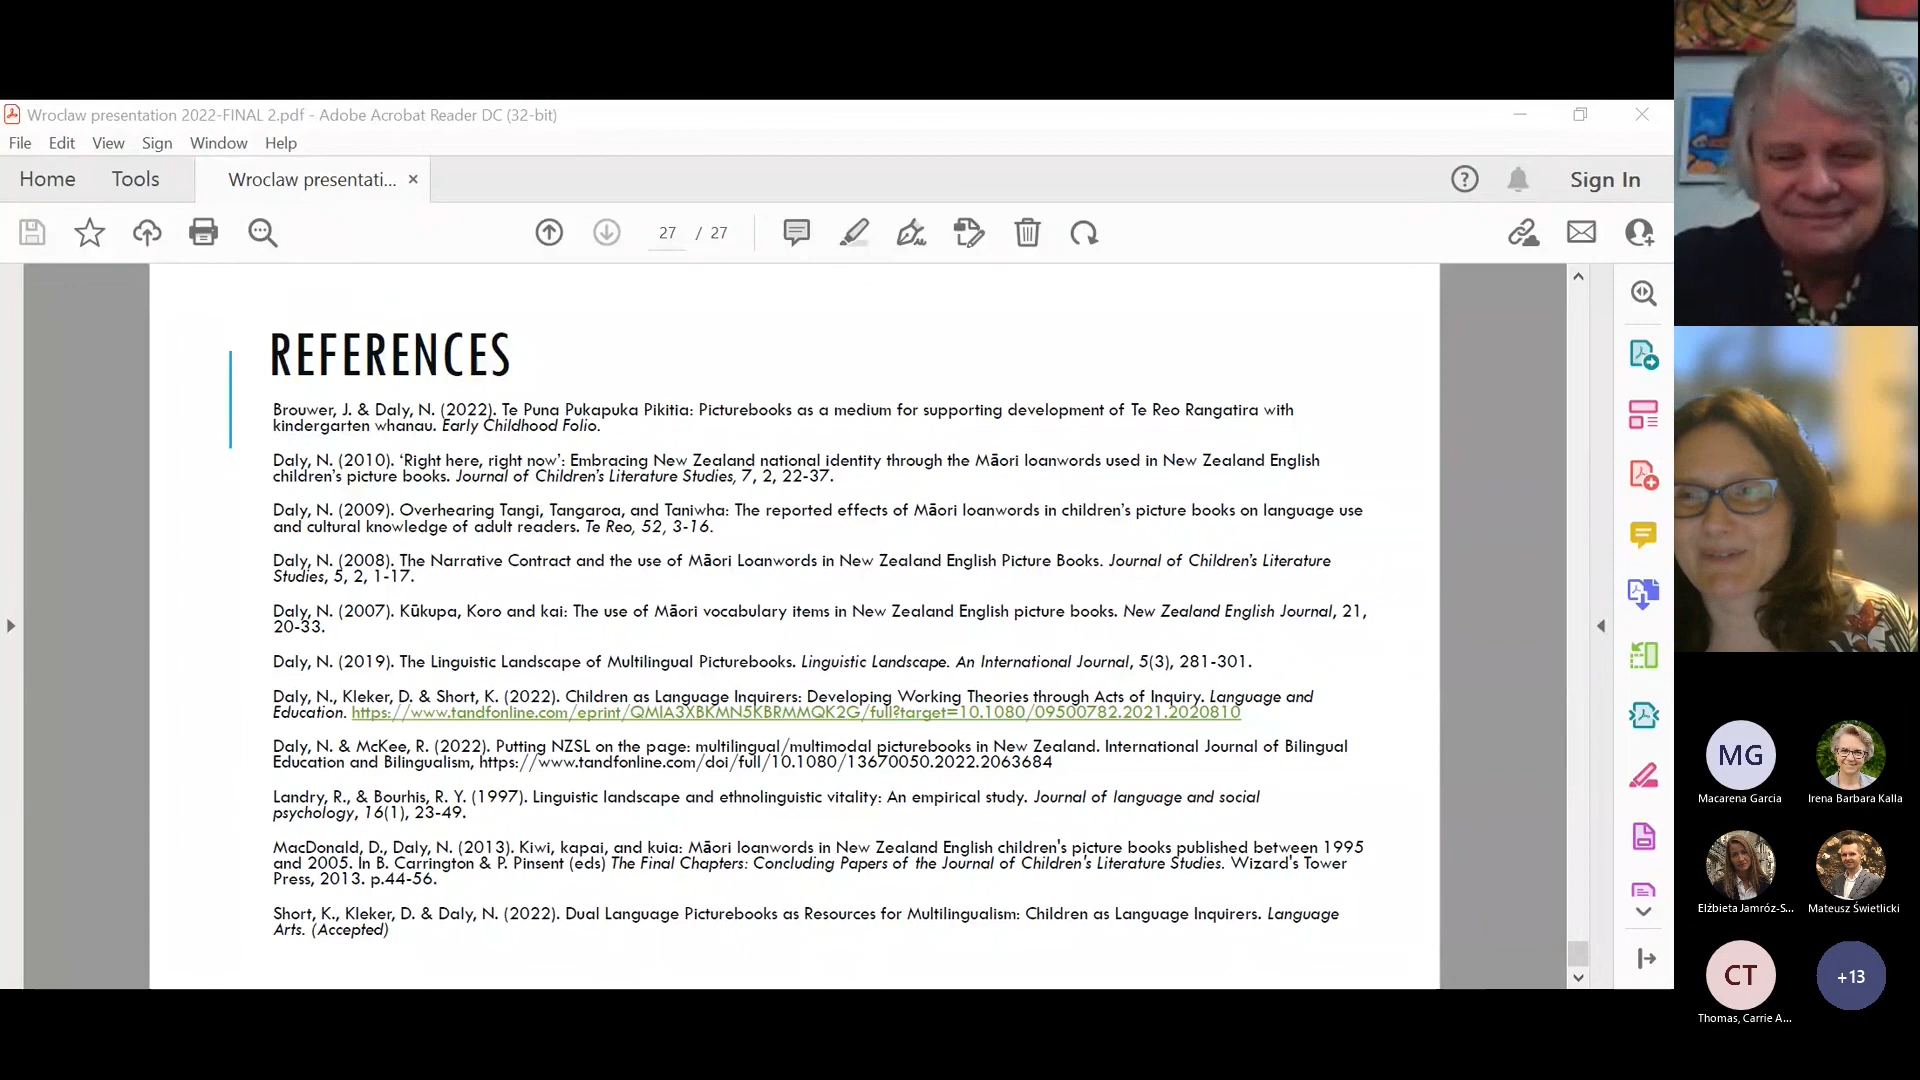 Wroclaw presentation 2022-FINAL 2.pdf - Adobe Acrobat Reader DC (32-bit)
File Edit View Sign Window Help
Home Tools Wroclaw presentati... × Sign In
27 / 27
REFERENCES
Brouwer, J. & Daly, N. (2022). Te Puna Pukapuka Pikitia: Picturebooks as a medium for supporting development of Te Reo Rangatira with
kindergarten whanau. Early Childhood Folio.
Daly, N. (2010). ‘Right here, right now’: Embracing New Zealand national identity through the Māori loanwords used in New Zealand English
children’s picture books. Journal of Children’s Literature Studies, 7, 2, 22-37.
Daly, N. (2009). Overhearing Tangi, Tangaroa, and Taniwha: The reported effects of Māori loanwords in children’s picture books on language use
and cultural knowledge of adult readers. Te Reo, 52, 3-16.
Daly, N. (2008). The Narrative Contract and the use of Māori Loanwords in New Zealand English Picture Books. Journal of Children’s Literature
Studies, 5, 2, 1-17.
Daly, N. (2007). Kūkupa, Koro and kai: The use of Māori vocabulary items in New Zealand English picture books. New Zealand English Journal, 21,
20-33.
Daly, N. (2019). The Linguistic Landscape of Multilingual Picturebooks. Linguistic Landscape. An International Journal, 5(3), 281-301.
Daly, N., Kleker, D. & Short, K. (2022). Children as Language Inquirers: Developing Working Theories through Acts of Inquiry. Language and
Education. https://www.tandfonline.com/eprint/QMIA3XBKMN5KBRMMQK2G/full?target=10.1080/09500782.2021.2020810
Daly, N. & McKee, R. (2022). Putting NZSL on the page: multilingual/multimodal picturebooks in New Zealand. International Journal of Bilingual
Education and Bilingualism, https://www.tandfonline.com/doi/full/10.1080/13670050.2022.2063684
Landry, R., & Bourhis, R. Y. (1997). Linguistic landscape and ethnolinguistic vitality: An empirical study. Journal of language and social
psychology, 16(1), 23-49.
MacDonald, D., Daly, N. (2013). Kiwi, kapai, and kuia: Māori loanwords in New Zealand English children's picture books published between 1995
and 2005. In B. Carrington & P. Pinsent (eds) The Final Chapters: Concluding Papers of the Journal of Children's Literature Studies. Wizard's Tower
Press, 2013. p.44-56.
Short, K., Kleker, D. & Daly, N. (2022). Dual Language Picturebooks as Resources for Multilingualism: Children as Language Inquirers. Language
Arts. (Accepted)
MG
Macarena Garcia Irena Barbara Kalla
Elżbieta Jamróz-S... Mateusz Świetlicki
CT +13
Thomas, Carrie A...